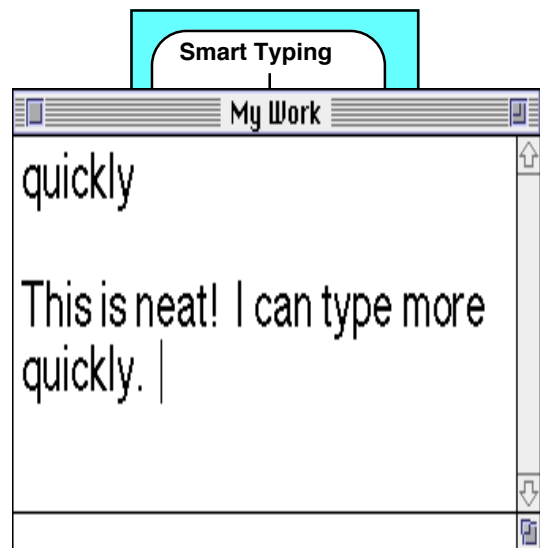 Smart Typing
My Work
quickly
This is neat!  I can type more
quickly.